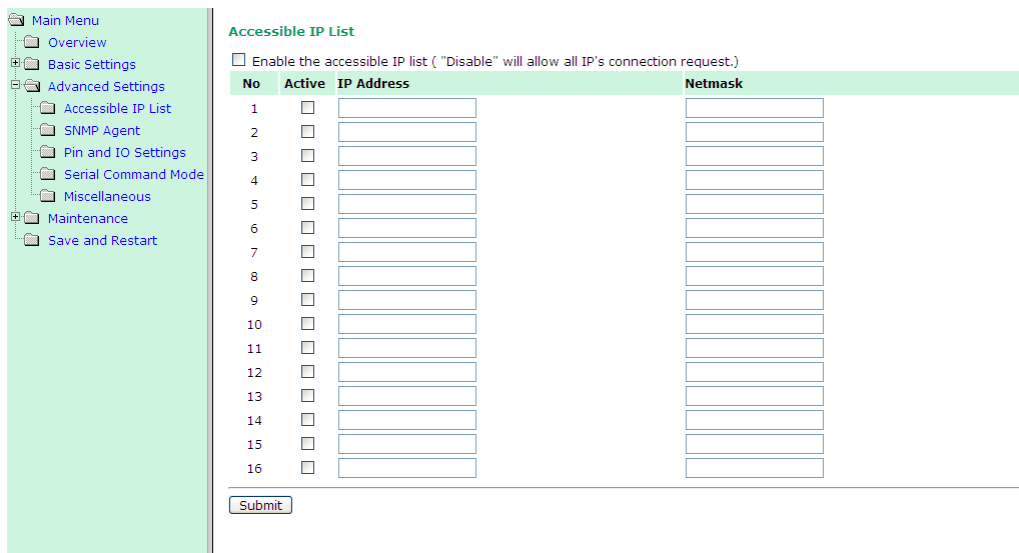 Main Menu
Overview
Basic Settings
Advanced Settings
Accessible IP List
SNMP Agent
Pin and IO Settings
Serial Command Mode
Miscellaneous
Maintenance
Save and Restart
Accessible IP List
Enable the accessible IP list ( "Disable" will allow all IP's connection request.)
No Active IP Address Netmask
1
2
3
4
5
6
7
8
9
10
11
12
13
14
15
16
Submit